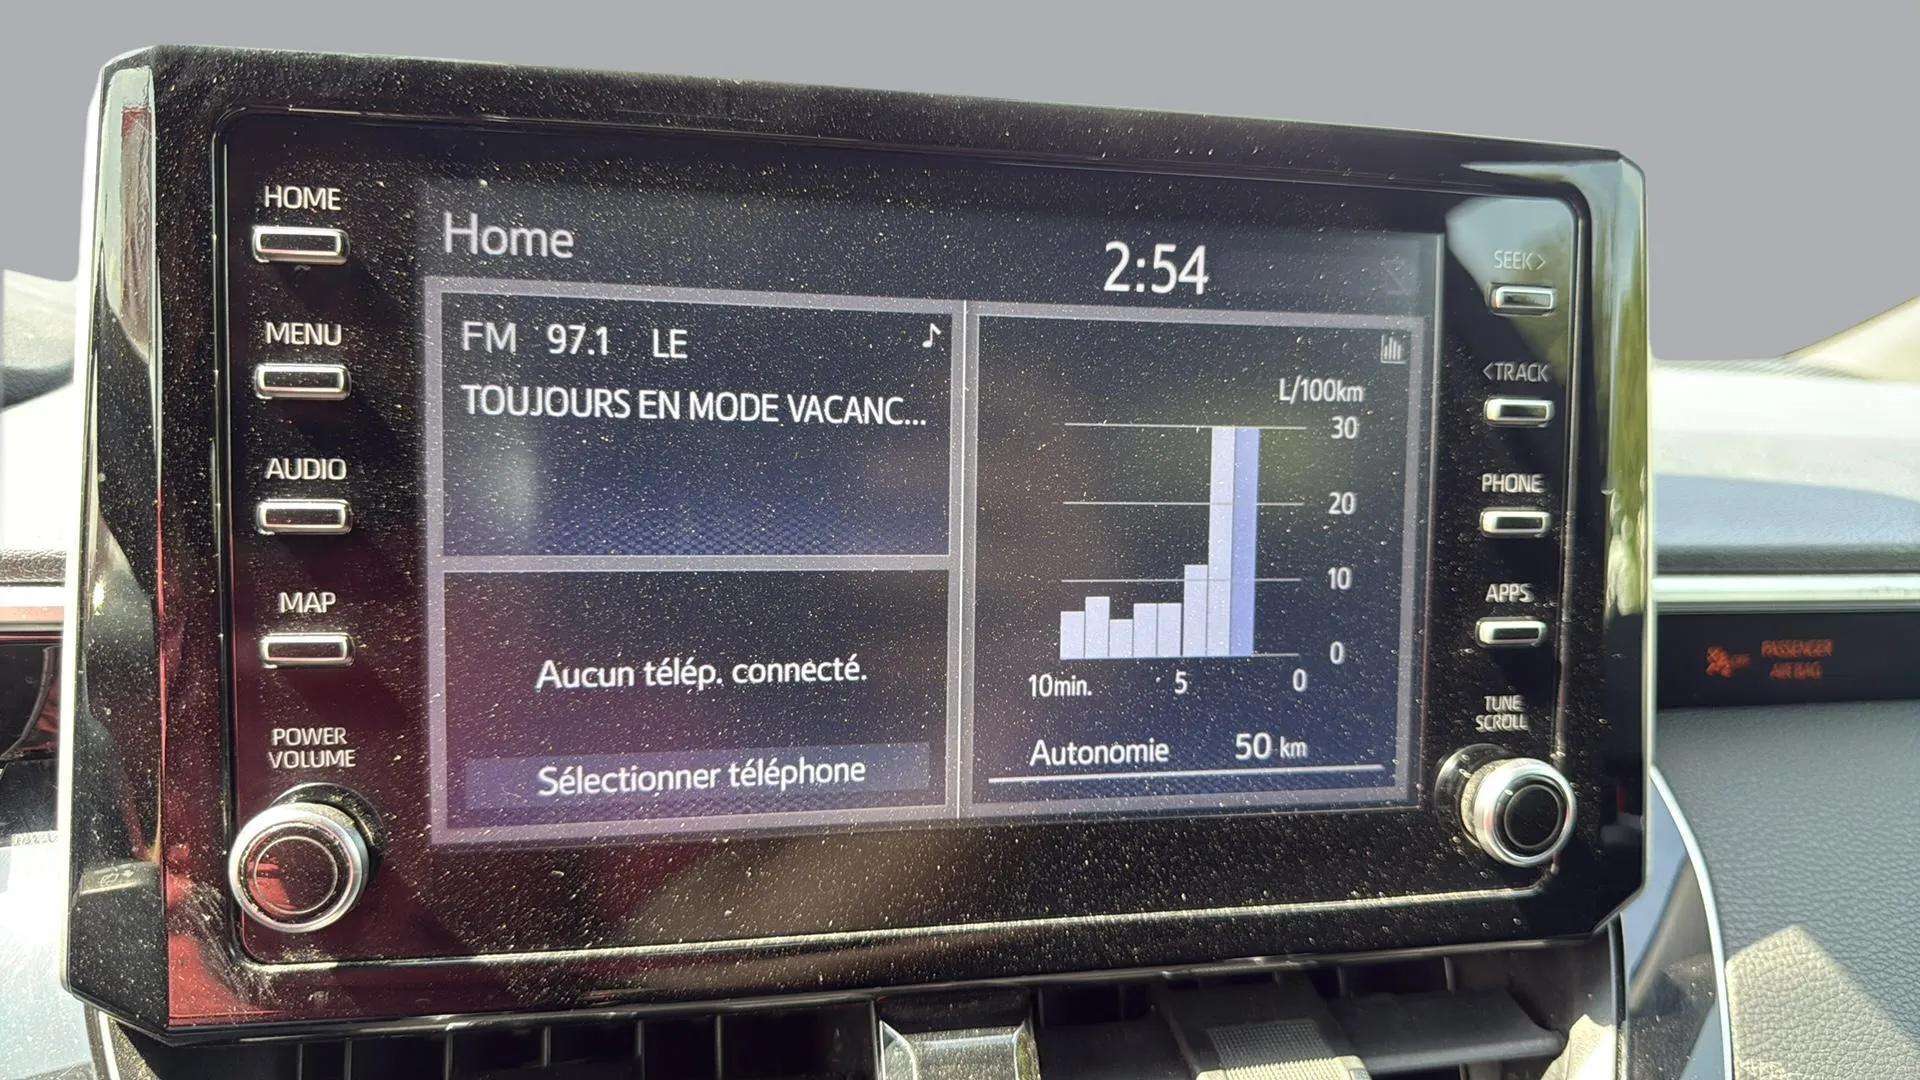 HOME
MENU
AUDIO
MAP
POWER
VOLUME
Home
2:54
FM 97.1 LE
TOUJOURS EN MODE VACANC...
Aucun télép. connecté.
Sélectionner téléphone
L/100km
30
20
10
0
10min. 5 0
Autonomie 50 km
SEEK>
<TRACK
PHONE
APPS
TUNE
SCROLL
PASSENGER
AIRBAG